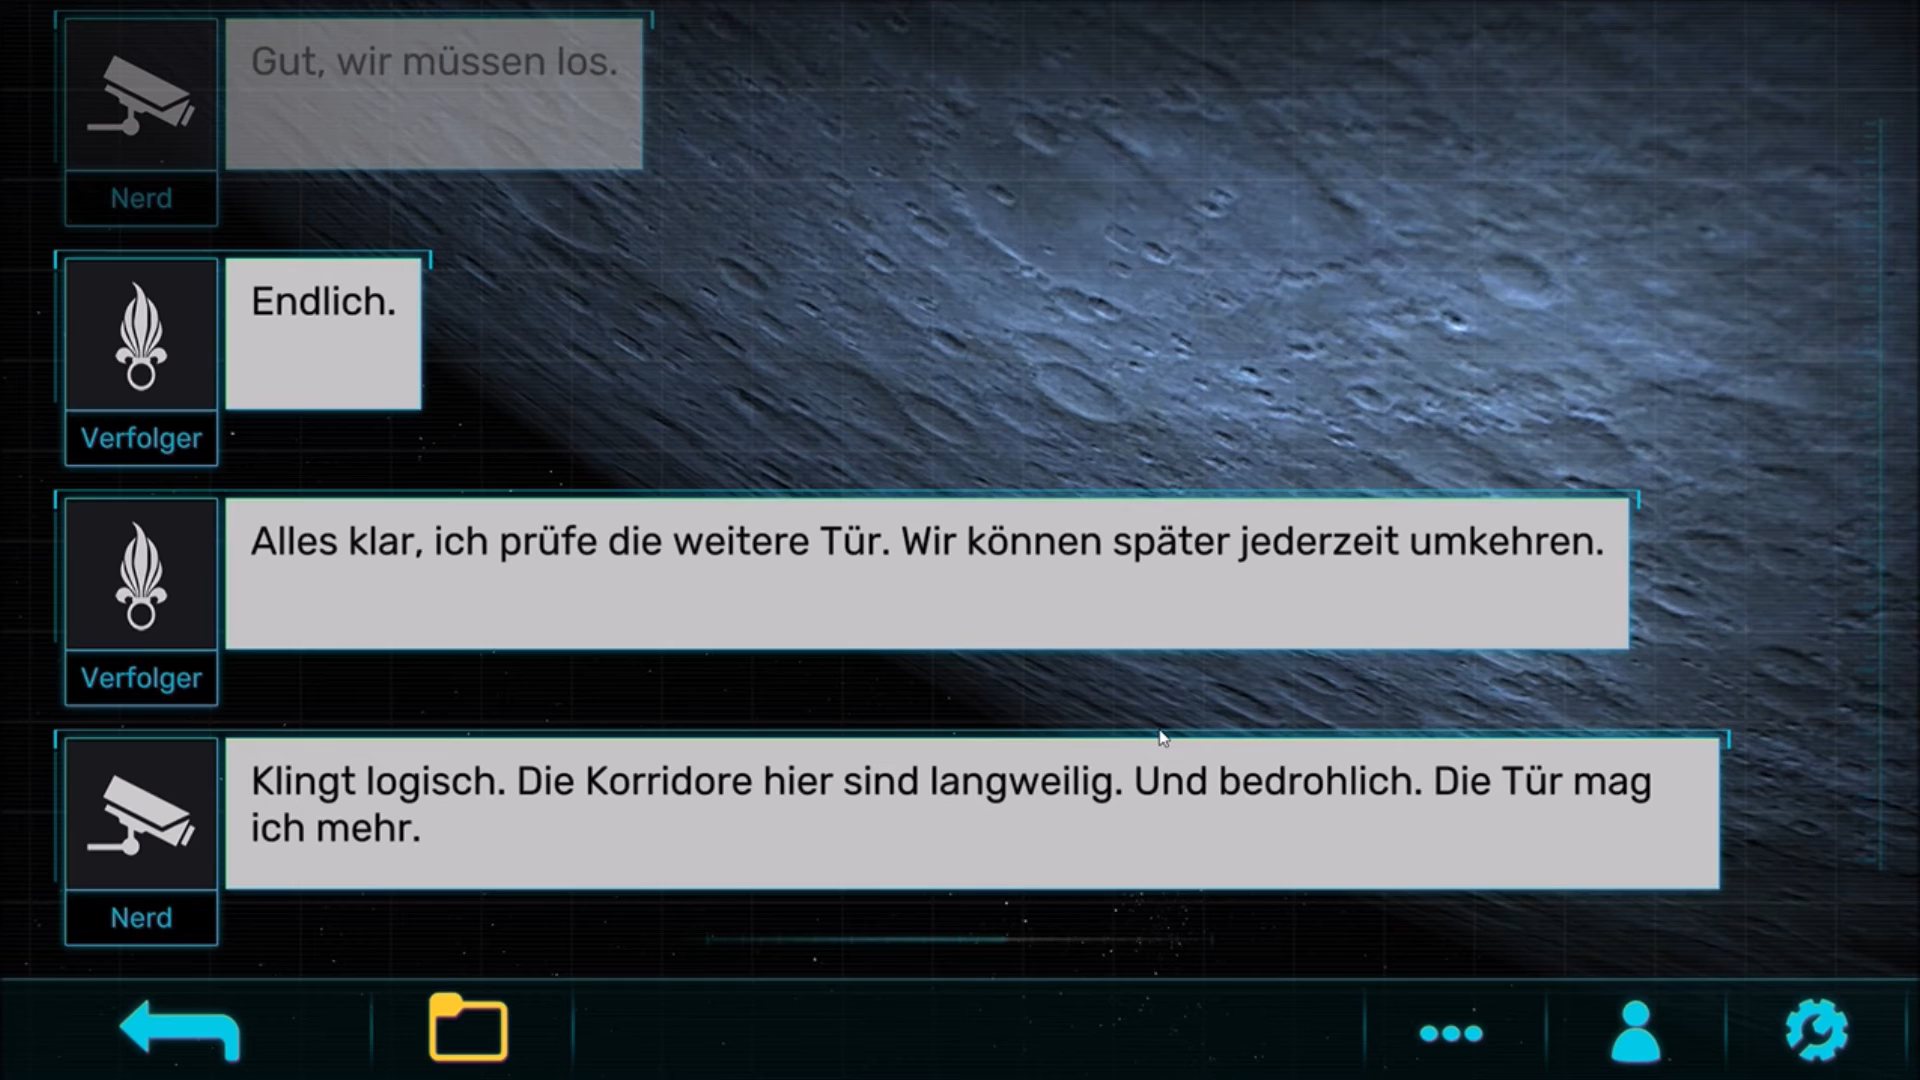 Gut, wir müssen los.
Nerd
Endlich.
Verfolger
Alles klar, ich prüfe die weitere Tür. Wir können später jederzeit umkehren.
Verfolger
Klingt logisch. Die Korridore hier sind langweilig. Und bedrohlich. Die Tür mag
ich mehr.
Nerd